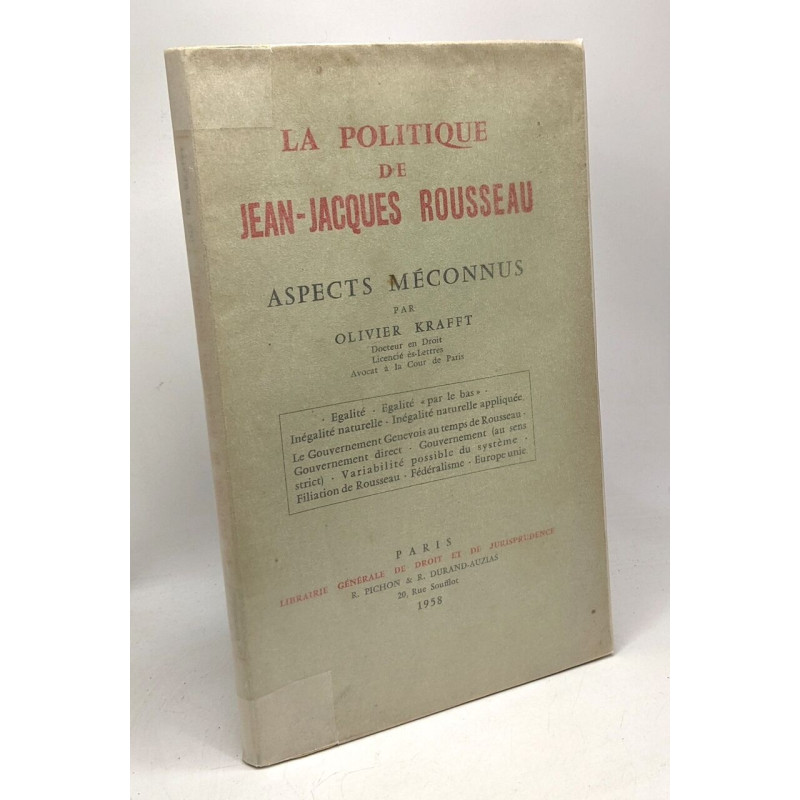 LA POLITIQUE
DE
JEAN-JACQUES ROUSSEAU
ASPECTS MÉCONNUS
PAR
OLIVIER KRAFFT
Docteur en Droit
Licencié ès-Lettres
Avocat à la Cour de Paris
· Egalité · Egalité « par le bas » ·
Inégalité naturelle · Inégalité naturelle appliquée
Le Gouvernement Genevois au temps de Rousseau ·
Gouvernement direct · Gouvernement (au sens
strict) · Variabilité possible du système ·
Filiation de Rousseau · Fédéralisme · Europe unie
PARIS
LIBRAIRIE GÉNÉRALE DE DROIT ET DE JURISPRUDENCE
R. PICHON & R. DURAND-AUZIAS
20, Rue Soufflot
1958